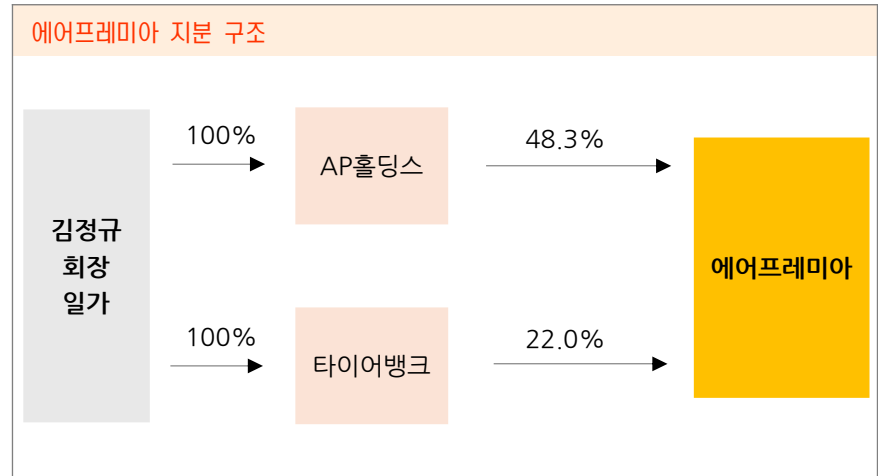 에어프레미아 지분 구조
김정규
회장
일가
100%
AP홀딩스
48.3%
100%
타이어뱅크
22.0%
에어프레미아